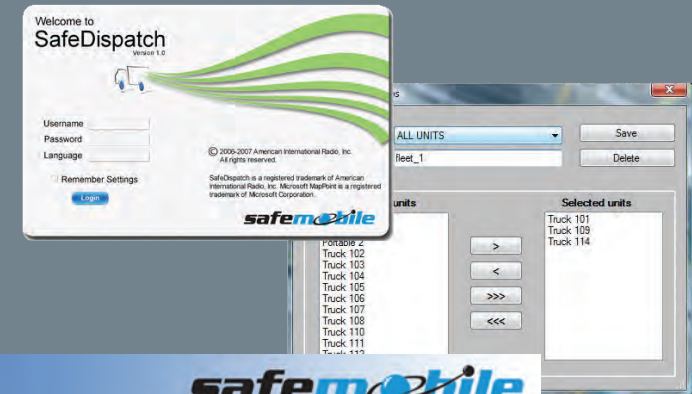 Welcome to
SafeDispatch
Version 1.0
Username
Password
Language
Remember Settings
Login
© 2006-2007 American International Radio, Inc.
All rights reserved.
SafeDispatch is a registered trademark of American
International Radio, Inc. Microsoft MapPoint is a registered
trademark of Microsoft Corporation.
safemobile
ALL UNITS
Save
fleet_1
Delete
units
Selected units
Portable 2
Truck 102
Truck 103
Truck 104
Truck 105
Truck 106
Truck 107
Truck 108
Truck 110
Truck 111
>
<
>>>
<<<
Truck 101
Truck 109
Truck 114
safemobile